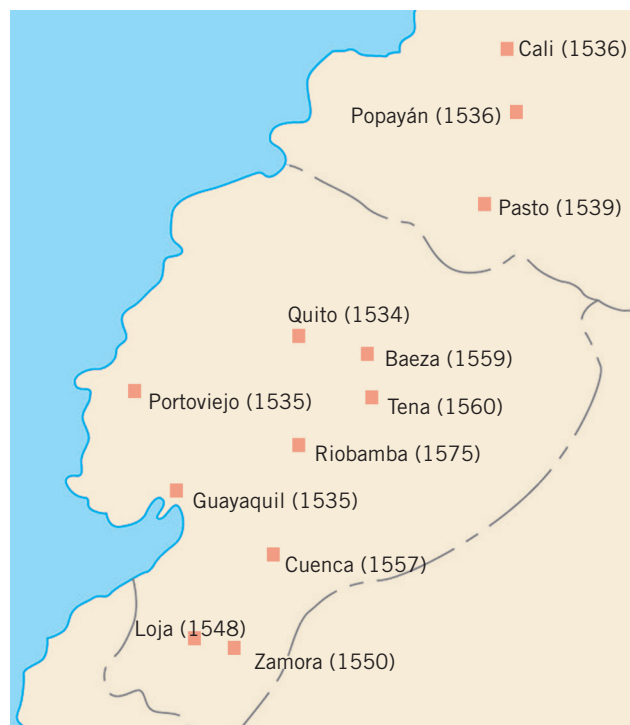 Cali (1536)
Popayán (1536)
Pasto (1539)
Quito (1534)
Baeza (1559)
Portoviejo (1535)
Tena (1560)
Riobamba (1575)
Guayaquil (1535)
Cuenca (1557)
Loja (1548)
Zamora (1550)